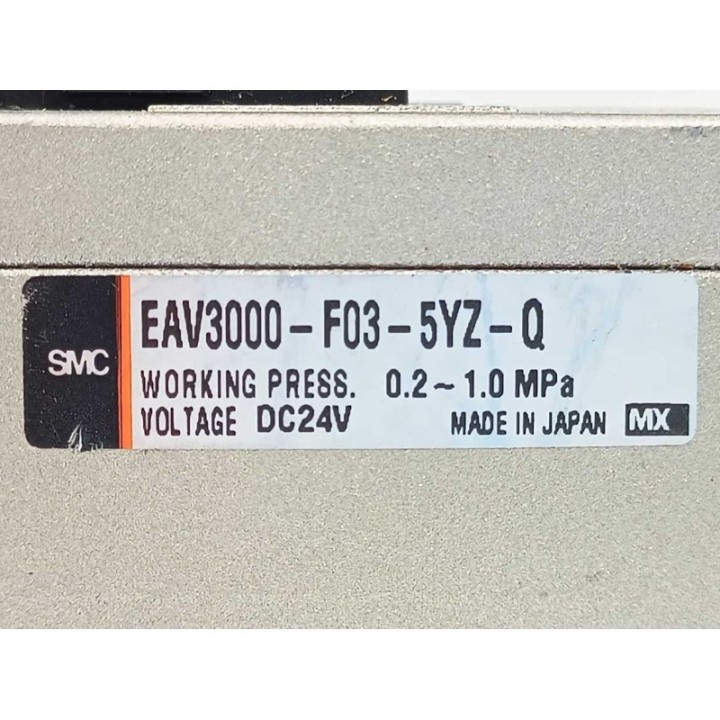 SMC
EAV3000-F03-5YZ-Q
WORKING PRESS. 0.2~1.0 MPa
VOLTAGE DC24V MADE IN JAPAN MX